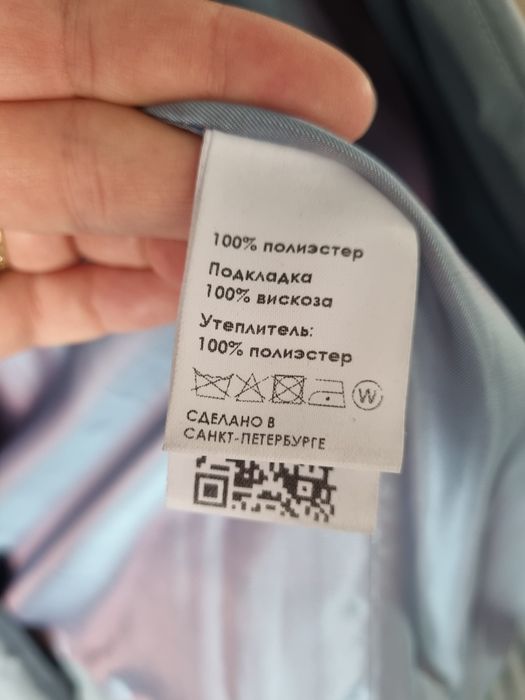 100% полиэстер
Подкладка
100% вискоза
Утеплитель:
100% полиэстер
W
СДЕЛАНО В
САНКТ-ПЕТЕРБУРГЕ